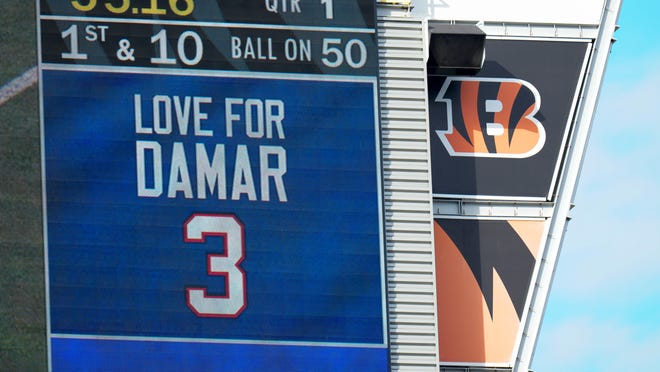 QTR 1
1ST & 10 BALL ON 50
LOVE FOR
DAMAR
3
B